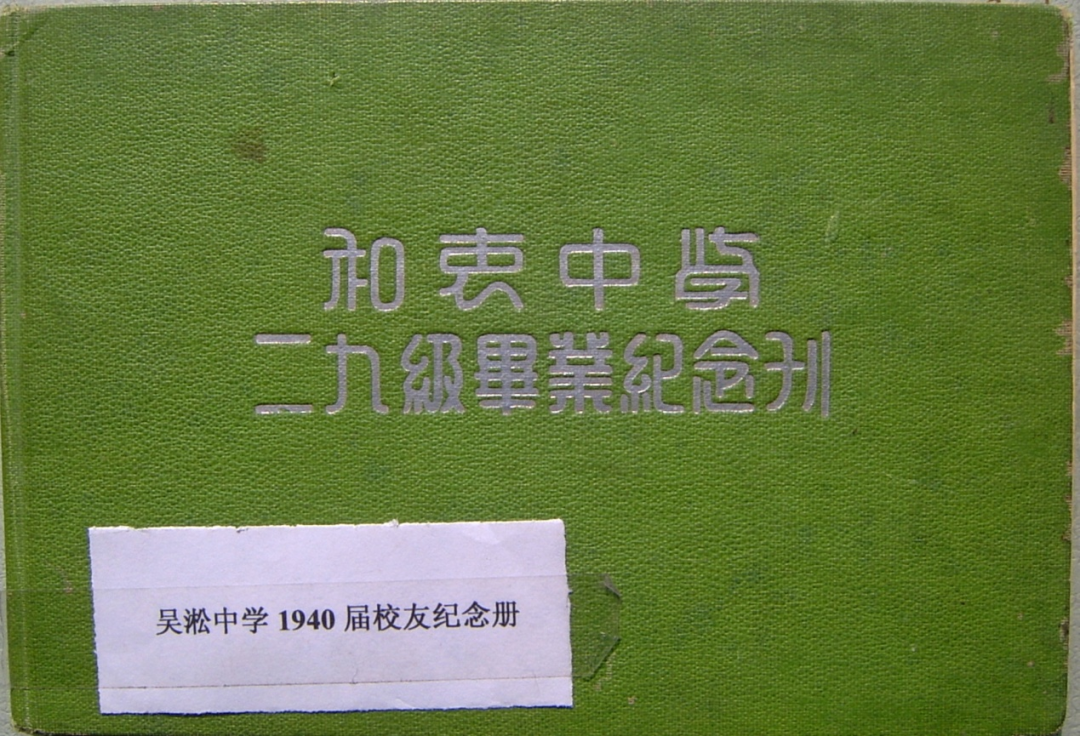 和衷中学
二九級畢業紀念刊
吴淞中学 1940 届校友纪念册